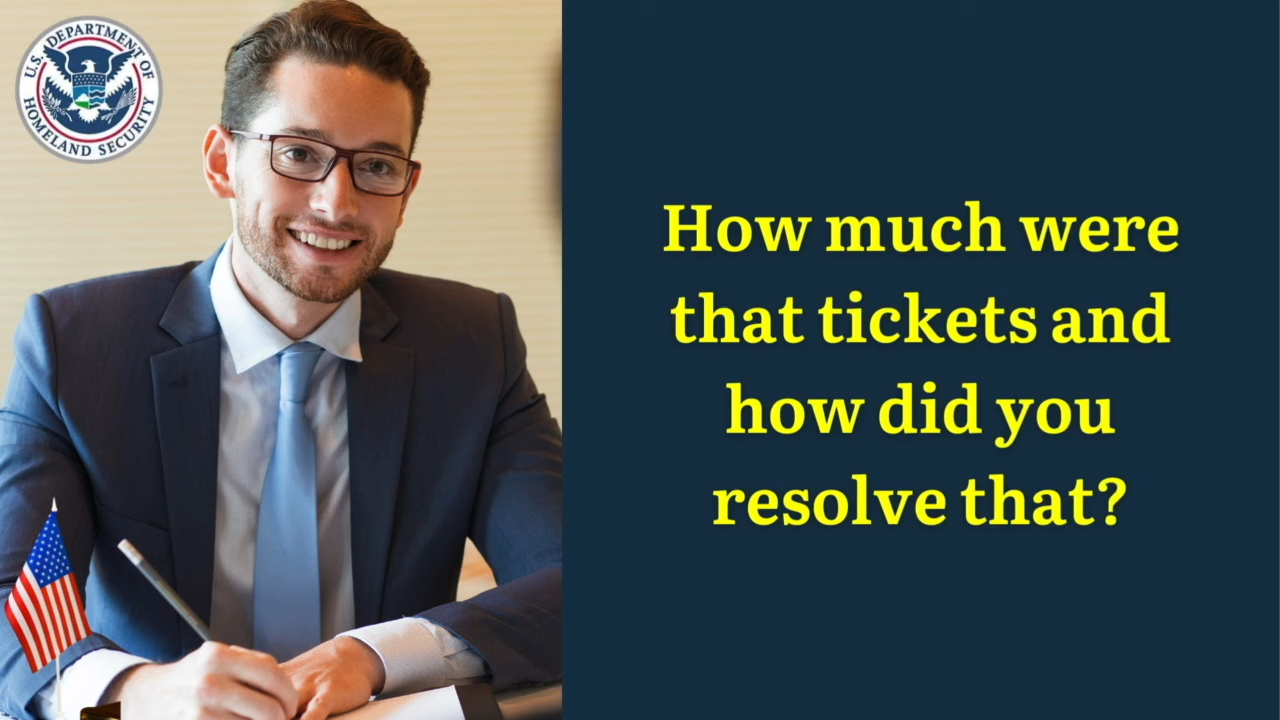 U.S. DEPARTMENT OF
HOMELAND SECURITY
How much were
that tickets and
how did you
resolve that?